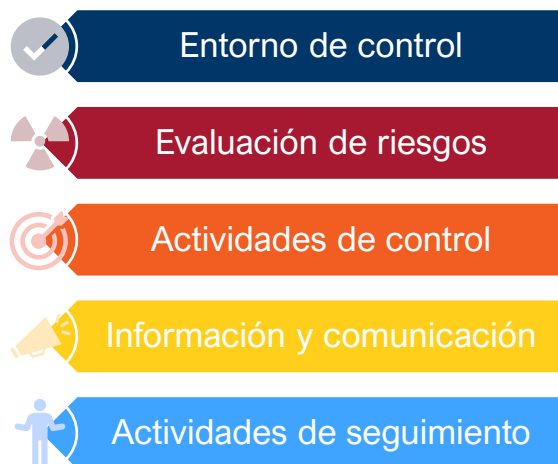 Entorno de control
Evaluación de riesgos
Actividades de control
Información y comunicación
Actividades de seguimiento